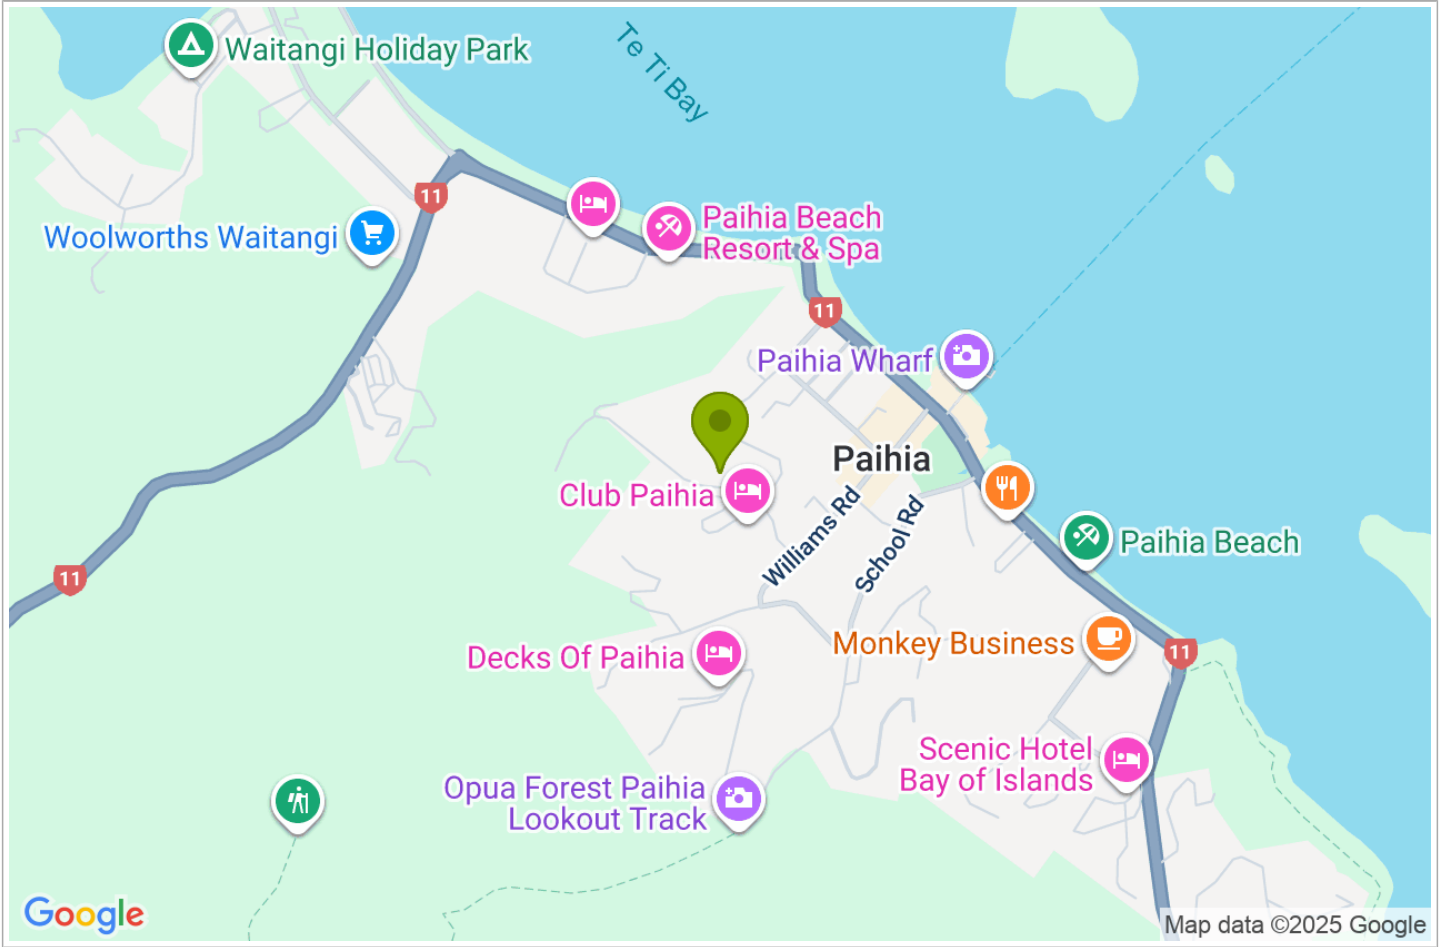 Te Ti Bay
Waitangi Holiday Park
11
Woolworths Waitangi
Paihia Beach
Resort & Spa
11
Paihia Wharf
Paihia
Club Paihia
Williams Rd
School Rd
Paihia Beach
11
Decks Of Paihia
Monkey Business
11
Scenic Hotel
Bay of Islands
Opua Forest Paihia
Lookout Track
Google
Map data ©2025 Google